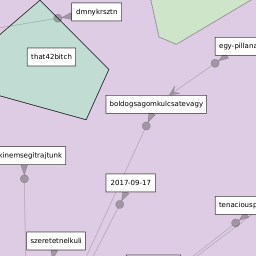 dmnykrsztn
egy-pillana
that42bitch
boldogsagomkulcsatevagy
kinemsegitrajtunk
2017-09-17
tenaciousp
szeretetnelkuli